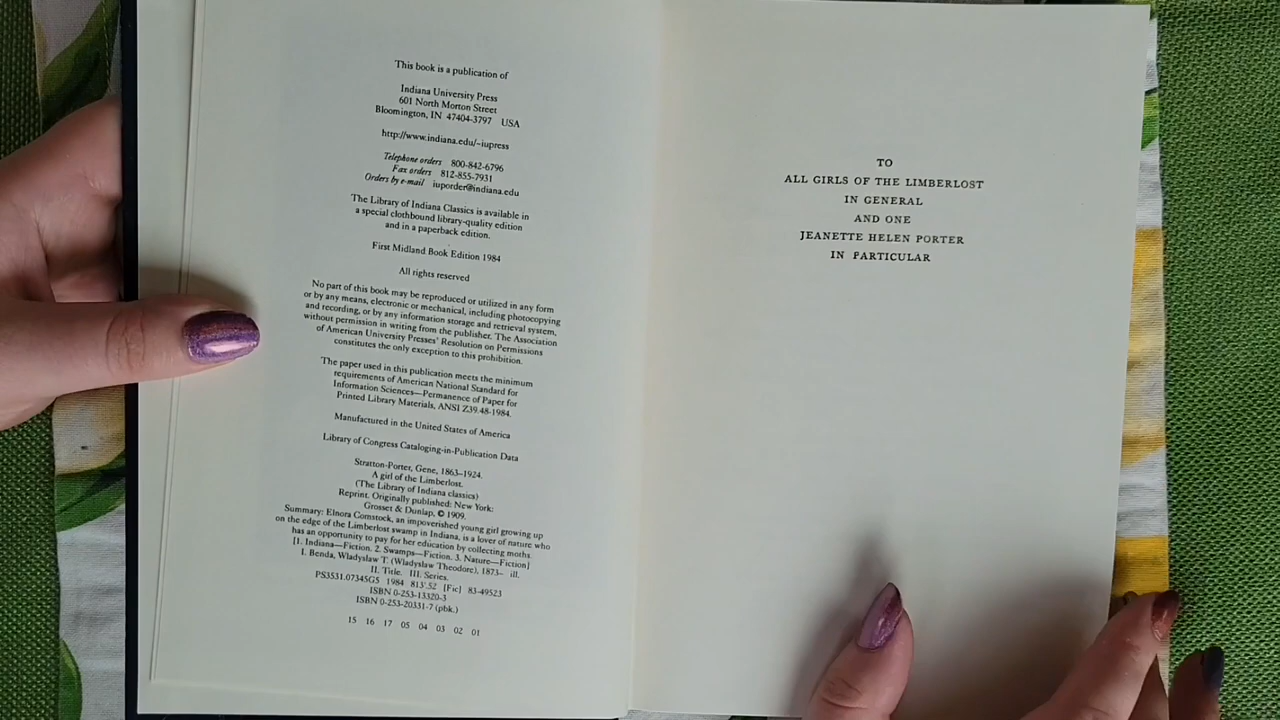 This book is a publication of
Indiana University Press
601 North Morton Street
Bloomington, IN 47404-3797 USA
http://www.indiana.edu/~iupress
Telephone orders 800-842-6796
Fax orders 812-855-7931
Orders by e-mail iuporder@indiana.edu
The Library of Indiana Classics is available in
a special clothbound library-quality edition
and in a paperback edition.
First Midland Book Edition 1984
All rights reserved
No part of this book may be reproduced or utilized in any form
or by any means, electronic or mechanical, including photocopying
and recording, or by any information storage and retrieval system,
without permission in writing from the publisher. The Association
of American University Presses' Resolution on Permissions
constitutes the only exception to this prohibition.
The paper used in this publication meets the minimum
requirements of American National Standard for
Information Sciences—Permanence of Paper for
Printed Library Materials, ANSI Z39.48-1984.
Manufactured in the United States of America
Library of Congress Cataloging-in-Publication Data
Stratton-Porter, Gene, 1863–1924.
A girl of the Limberlost.
(The Library of Indiana classics)
Reprint. Originally published: New York:
Grosset & Dunlap, © 1909.
Summary: Elnora Comstock, an impoverished young girl growing up
on the edge of the Limberlost swamp in Indiana, is a lover of nature who
has an opportunity to pay for her education by collecting moths.
[1. Indiana—Fiction. 2. Swamps—Fiction. 3. Nature—Fiction]
I. Benda, Wladyslaw T. (Wladyslaw Theodore), 1873– ill.
II. Title. III. Series.
PS3531.O7345G5 1984 813'.52 [Fic] 83-49523
ISBN 0-253-13320-3
ISBN 0-253-20331-7 (pbk.)
15 16 17 05 04 03 02 01
TO
ALL GIRLS OF THE LIMBERLOST
IN GENERAL
AND ONE
JEANETTE HELEN PORTER
IN PARTICULAR